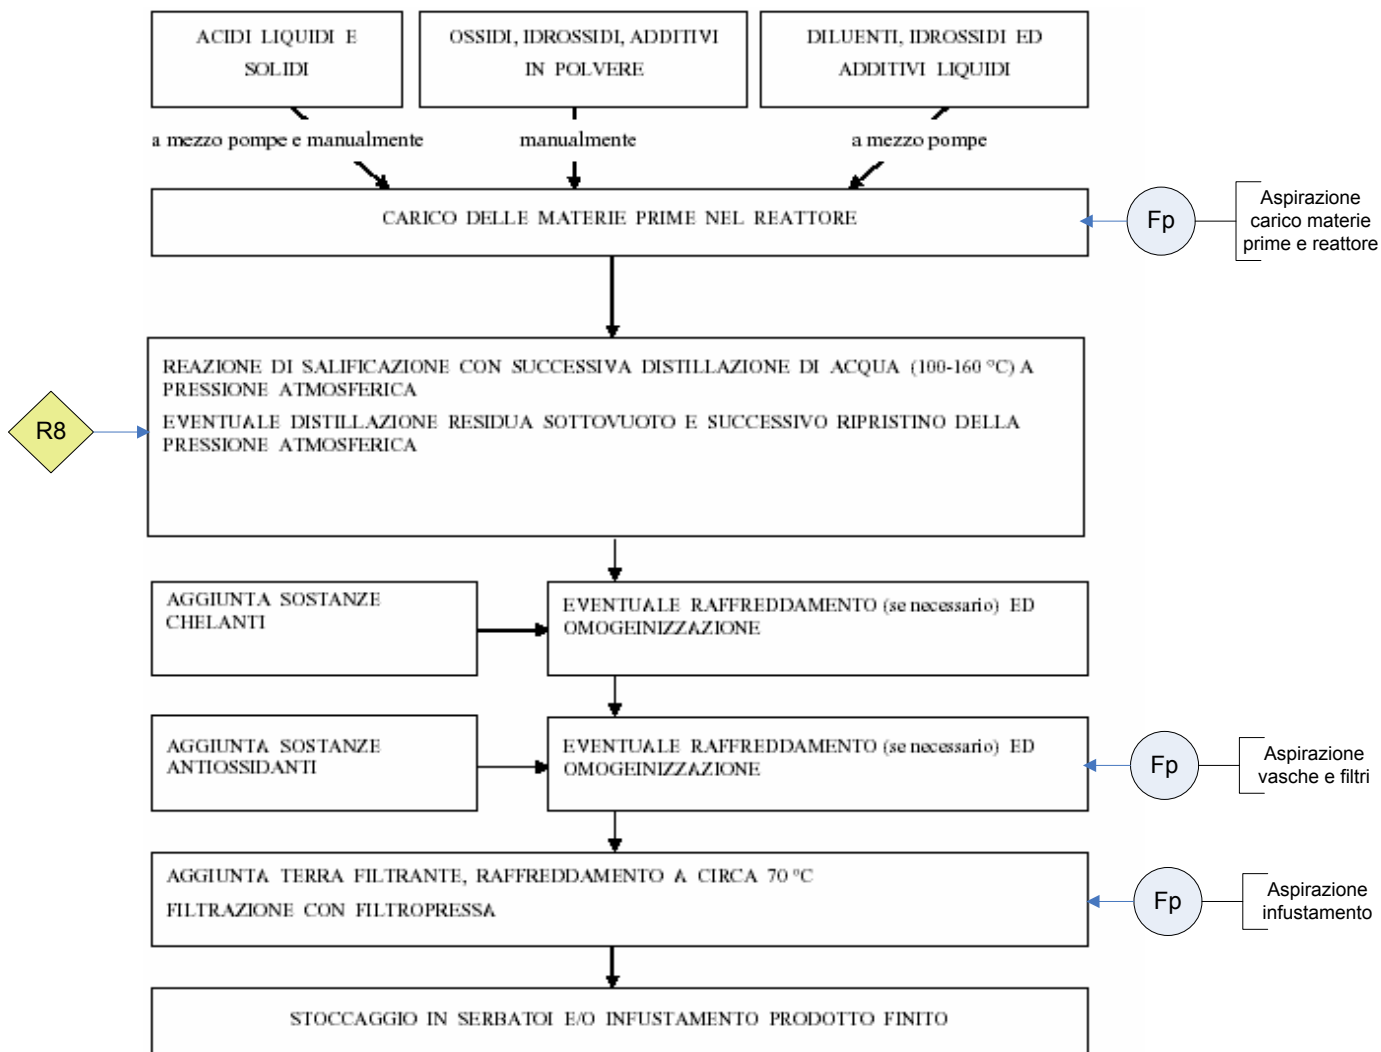 ACIDI LIQUIDI E
SOLIDI
OSSIDI, IDROSSIDI, ADDITIVI
IN POLVERE
DILUENTI, IDROSSIDI ED
ADDITIVI LIQUIDI
a mezzo pompe e manualmente
manualmente
a mezzo pompe
CARICO DELLE MATERIE PRIME NEL REATTORE
Fp
Aspirazione
carico materie
prime e reattore
REAZIONE DI SALIFICAZIONE CON SUCCESSIVA DISTILLAZIONE DI ACQUA (100-160 °C) A
PRESSIONE ATMOSFERICA
EVENTUALE DISTILLAZIONE RESIDUA SOTTOVUOTO E SUCCESSIVO RIPRISTINO DELLA
PRESSIONE ATMOSFERICA
R8
AGGIUNTA SOSTANZE
CHELANTI
EVENTUALE RAFFREDDAMENTO (se necessario) ED
OMOGEINIZZAZIONE
AGGIUNTA SOSTANZE
ANTIOSSIDANTI
EVENTUALE RAFFREDDAMENTO (se necessario) ED
OMOGEINIZZAZIONE
Fp
Aspirazione
vasche e filtri
AGGIUNTA TERRA FILTRANTE, RAFFREDDAMENTO A CIRCA 70 °C
FILTRAZIONE CON FILTROPRESSA
Fp
Aspirazione
infustamento
STOCCAGGIO IN SERBATOI E/O INFUSTAMENTO PRODOTTO FINITO